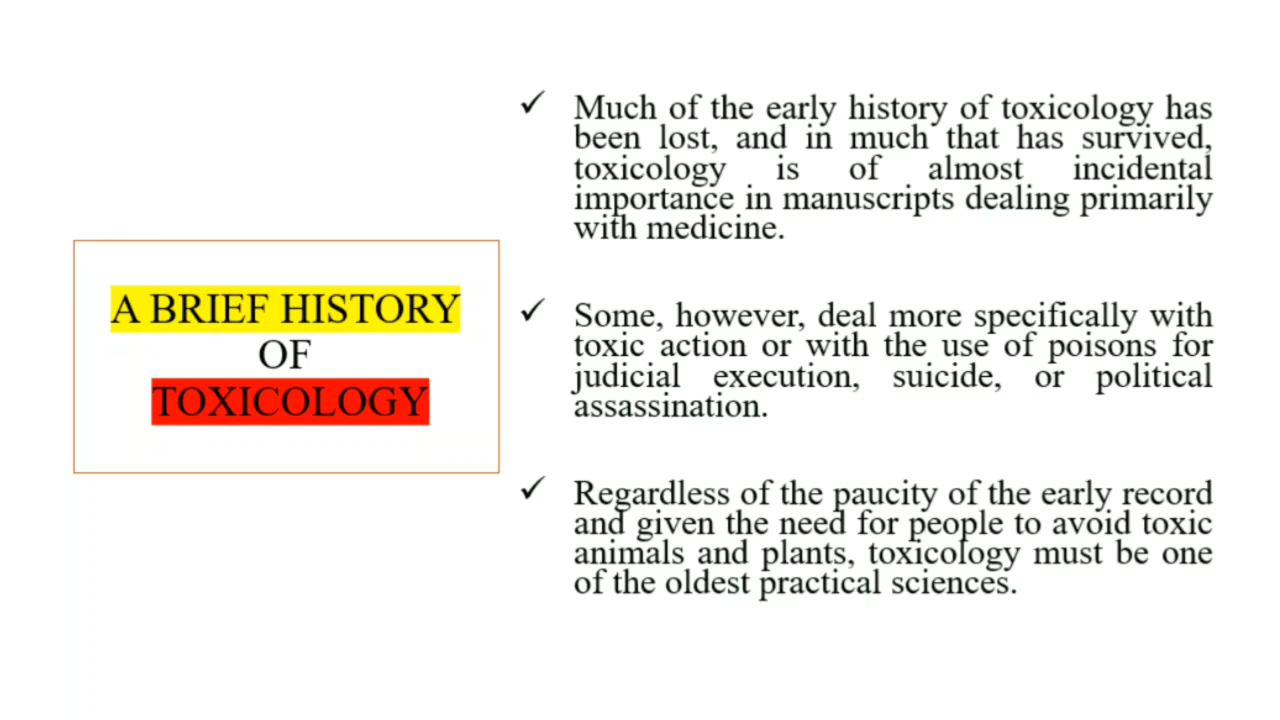 A BRIEF HISTORY
OF
TOXICOLOGY
✓ Much of the early history of toxicology has
been lost, and in much that has survived,
toxicology is of almost incidental
importance in manuscripts dealing primarily
with medicine.
✓ Some, however, deal more specifically with
toxic action or with the use of poisons for
judicial execution, suicide, or political
assassination.
✓ Regardless of the paucity of the early record
and given the need for people to avoid toxic
animals and plants, toxicology must be one
of the oldest practical sciences.